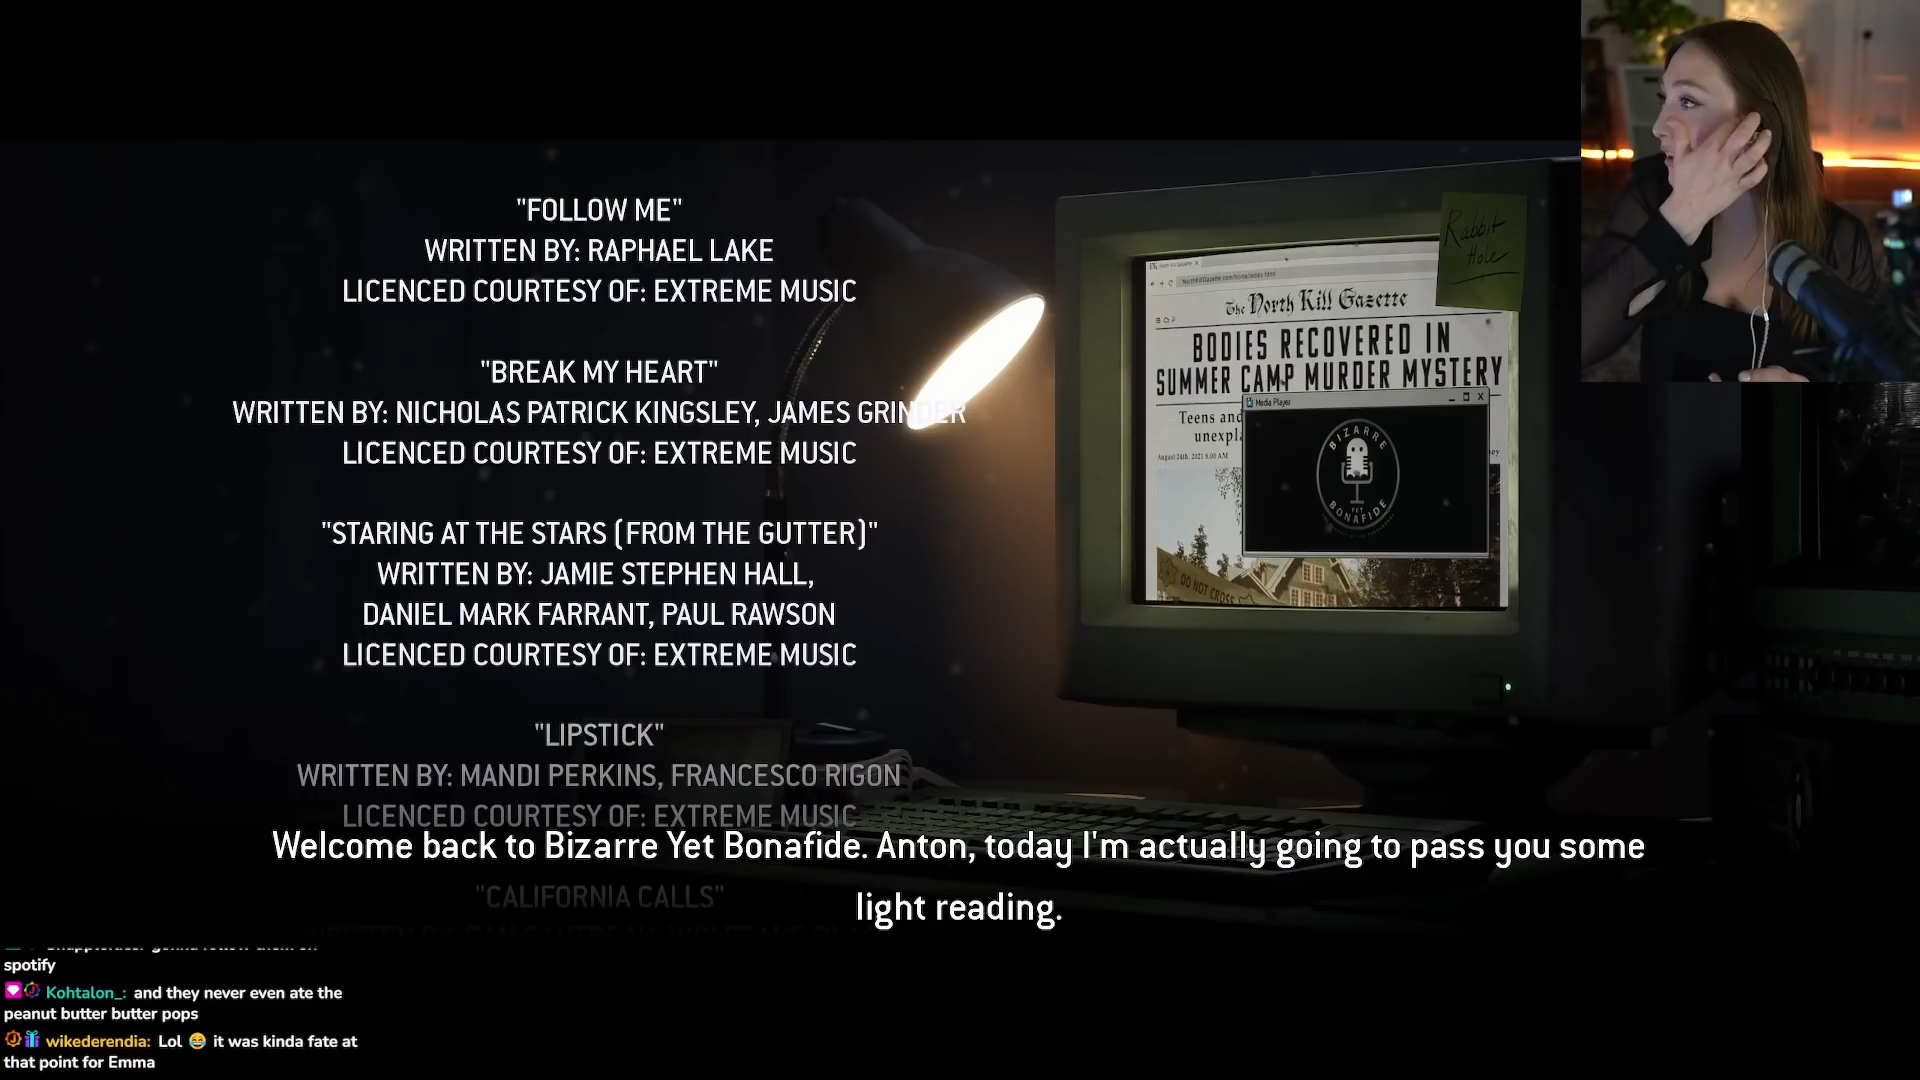 "FOLLOW ME"
WRITTEN BY: RAPHAEL LAKE
LICENCED COURTESY OF: EXTREME MUSIC
"BREAK MY HEART"
WRITTEN BY: NICHOLAS PATRICK KINGSLEY, JAMES GRINDER
LICENCED COURTESY OF: EXTREME MUSIC
"STARING AT THE STARS (FROM THE GUTTER)"
WRITTEN BY: JAMIE STEPHEN HALL,
DANIEL MARK FARRANT, PAUL RAWSON
LICENCED COURTESY OF: EXTREME MUSIC
"LIPSTICK"
WRITTEN BY: MANDI PERKINS, FRANCESCO RIGON
LICENCED COURTESY OF: EXTREME MUSIC
"CALIFORNIA CALLS"
Rabbit
Hole
The North Kill Gazette
BODIES RECOVERED IN
SUMMER CAMP MURDER MYSTERY
Teens and
August 24th, 2021 8.00 AM
Media Player
BIZARRE
YET
BONAFIDE
DO NOT CROSS
Welcome back to Bizarre Yet Bonafide. Anton, today I'm actually going to pass you some
light reading.
spotify
Kohtalon_: and they never even ate the
peanut butter butter pops
wikederendia: Lol 😂 it was kinda fate at
that point for Emma